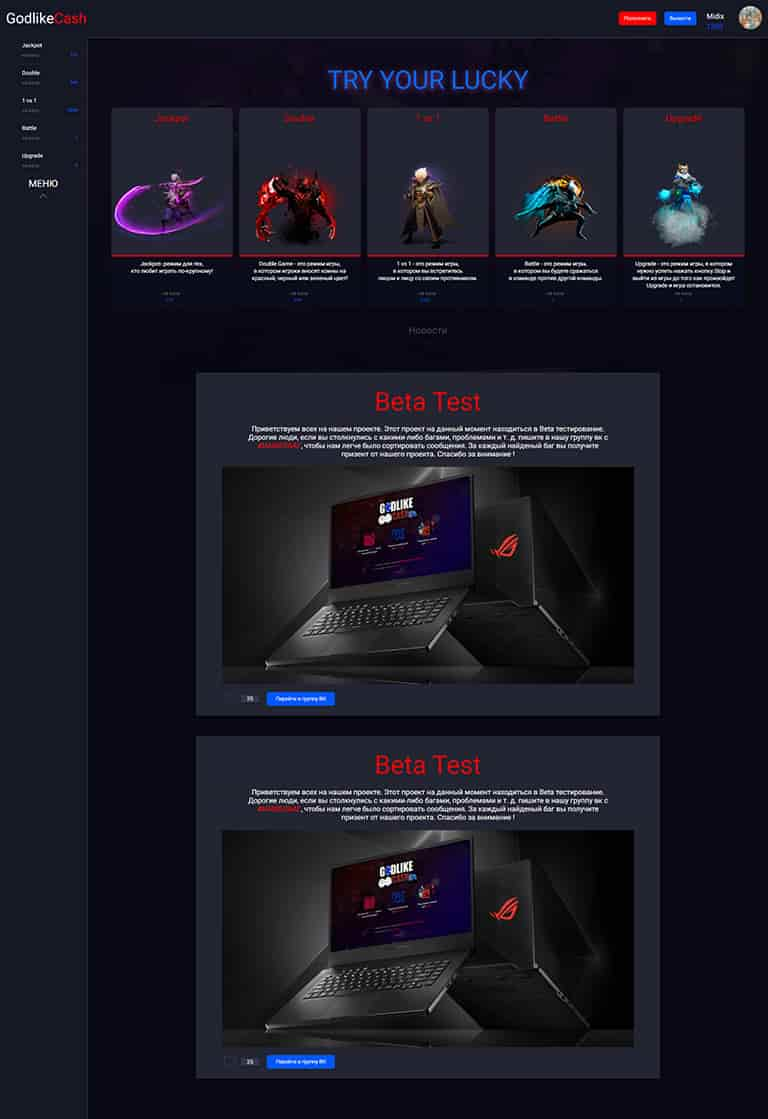 GodlikeCash
Пополнить
Вывести
Midix
Jackpot
Double
1 vs 1
Battle
Upgrade
МЕНЮ
TRY YOUR LUCKY
Jackpot
Double
1 vs 1
Battle
Upgrade
Jackpot- режим для тех,
кто любит играть по-крупному!
Double Game - это режим игры,
в котором игроки вносят коины на
красный, черный или зеленый цвет!
1 vs 1 - это режим игры,
в котором вы встретитесь
лицом к лицу со своим противником.
Battle - это режим игры,
в котором вы будете сражаться
в команде против другой команды.
Upgrade - это режим игры, в котором
нужно успеть нажать кнопку Stop и
выйти из игры до того как произойдет
Upgrade и игра остановится.
Новости
Beta Test
Приветствуем всех на нашем проекте. Этот проект на данный момент находиться в Beta тестирование.
Дорогие люди, если вы столкнулись с какими либо багами, проблемами и т. д. пишите в нашу группу вк с
, чтобы нам легче было сортировать сообщения. За каждый найденый баг вы получите
призент от нашего проекта. Спасибо за внимание !
GODLIKE
CASH
35
Перейти в группу ВК
Beta Test
Приветствуем всех на нашем проекте. Этот проект на данный момент находиться в Beta тестирование.
Дорогие люди, если вы столкнулись с какими либо багами, проблемами и т. д. пишите в нашу группу вк с
, чтобы нам легче было сортировать сообщения. За каждый найденый баг вы получите
призент от нашего проекта. Спасибо за внимание !
GODLIKE
CASH
35
Перейти в группу ВК